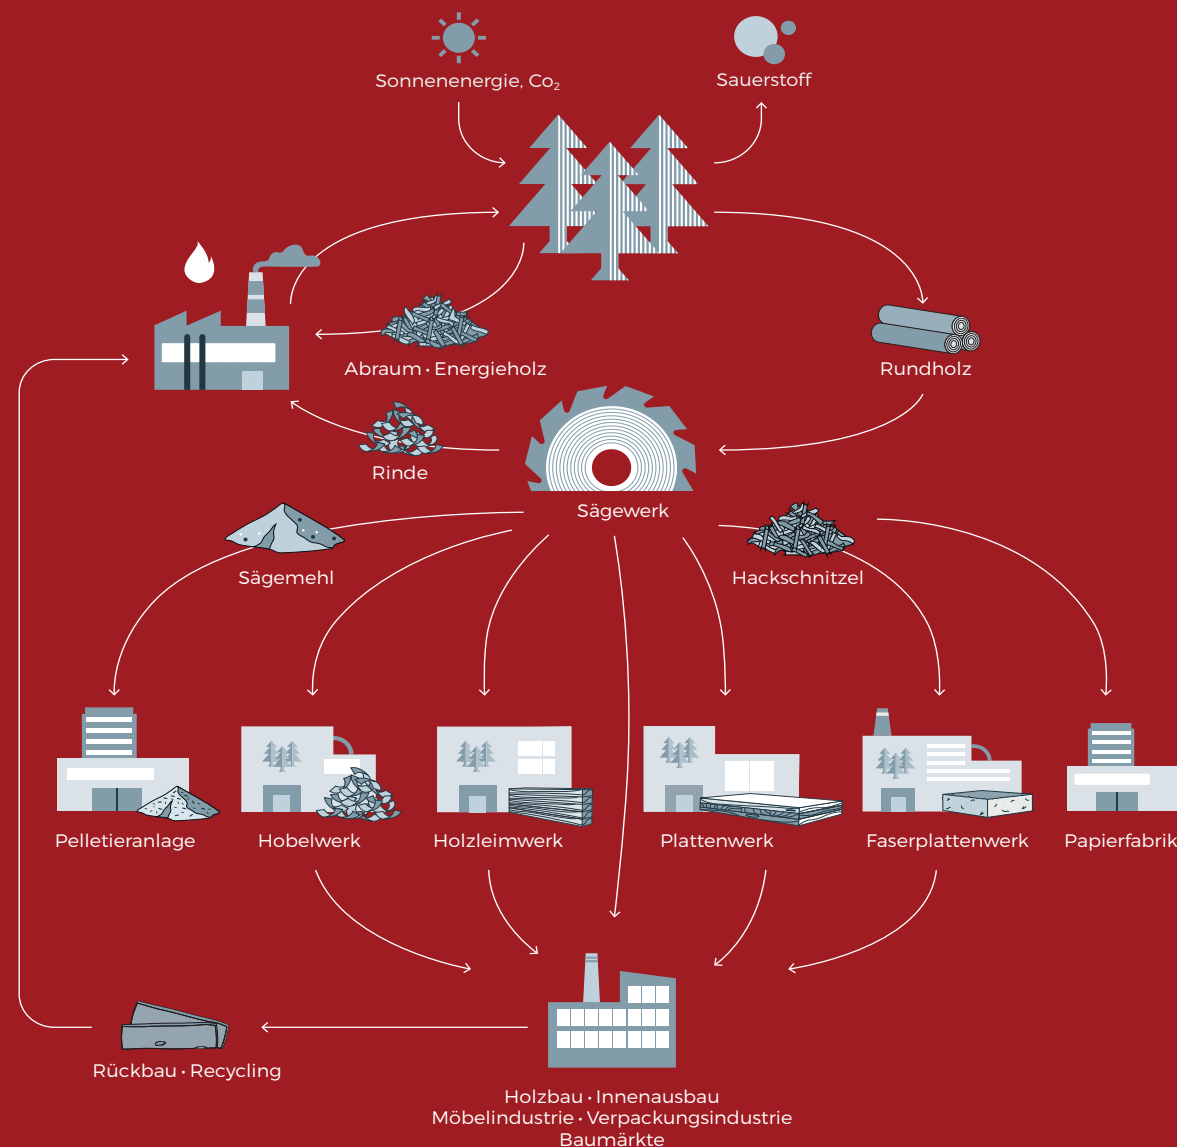 Sonnenenergie, Co₂
Sauerstoff
Abraum · Energieholz
Rundholz
Rinde
Sägewerk
Sägemehl
Hackschnitzel
Pelletieranlage
Hobelwerk
Holzleimwerk
Plattenwerk
Faserplattenwerk
Papierfabrik
Rückbau · Recycling
Holzbau · Innenausbau
Möbelindustrie · Verpackungsindustrie
Baumärkte